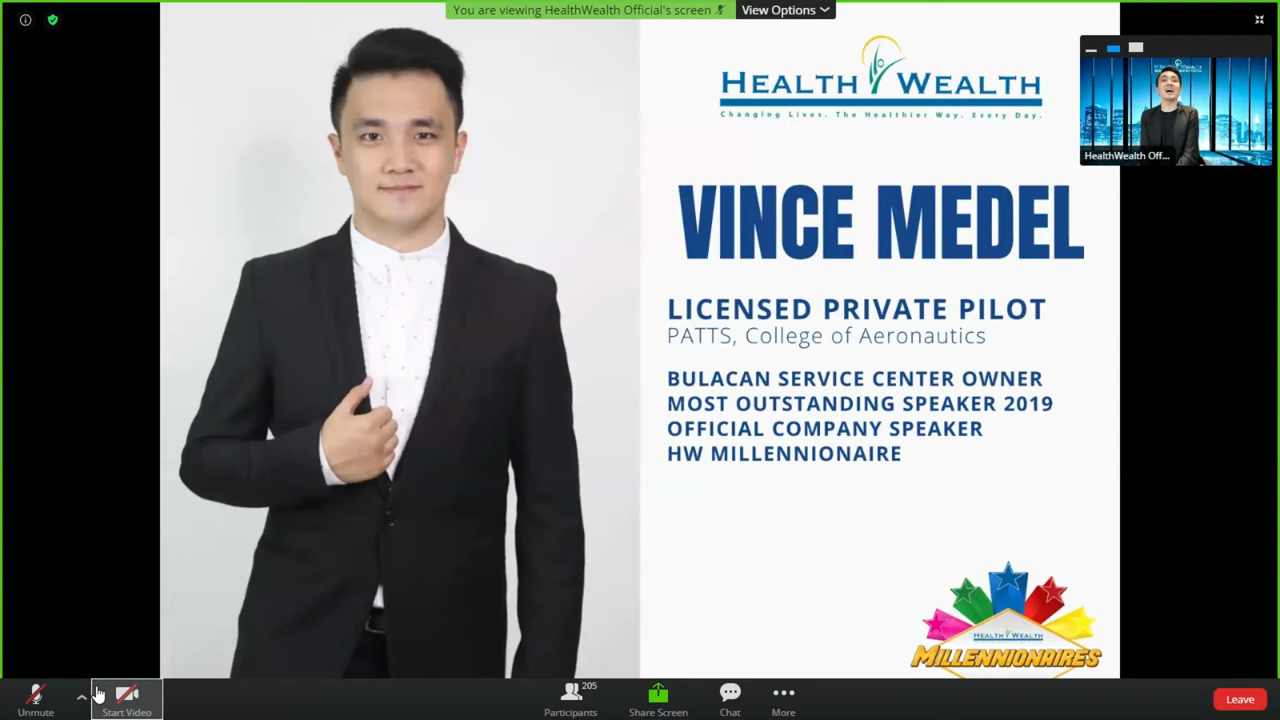 You are viewing HealthWealth Official's screen
View Options
HEALTH WEALTH
Changing Lives. The Healthier Way. Every Day.
HealthWealth Off...
VINCE MEDEL
LICENSED PRIVATE PILOT
PATTS, College of Aeronautics
BULACAN SERVICE CENTER OWNER
MOST OUTSTANDING SPEAKER 2019
OFFICIAL COMPANY SPEAKER
HW MILLENNIONAIRE
HEALTH WEALTH
MILLENNIONAIRES
Unmute
Start Video
205
Participants
Share Screen
Chat
More
Leave